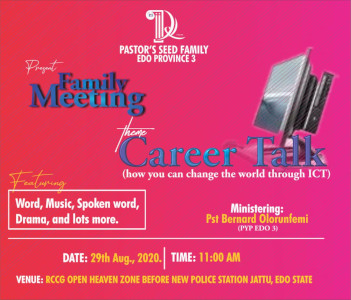 PASTOR'S SEED FAMILY
EDO PROVINCE 3
Present
Family
Meeting
theme
Career Talk
(how you can change the world through ICT)
Featuring
Word, Music, Spoken word,
Drama, and lots more.
Ministering:
Pst Bernard Olorunfemi
(PYP EDO 3)
DATE: 29th Aug., 2020. TIME: 11:00 AM
VENUE: RCCG OPEN HEAVEN ZONE BEFORE NEW POLICE STATION JATTU, EDO STATE